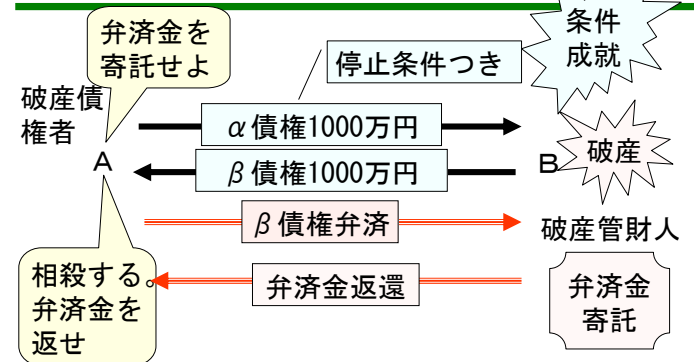 弁済金を
寄託せよ
停止条件つき
条件
成就
破産債
権者
A
α債権1000万円
β債権1000万円
B
破産
β債権弁済
破産管財人
相殺する。
弁済金を
返せ
弁済金返還
弁済金
寄託